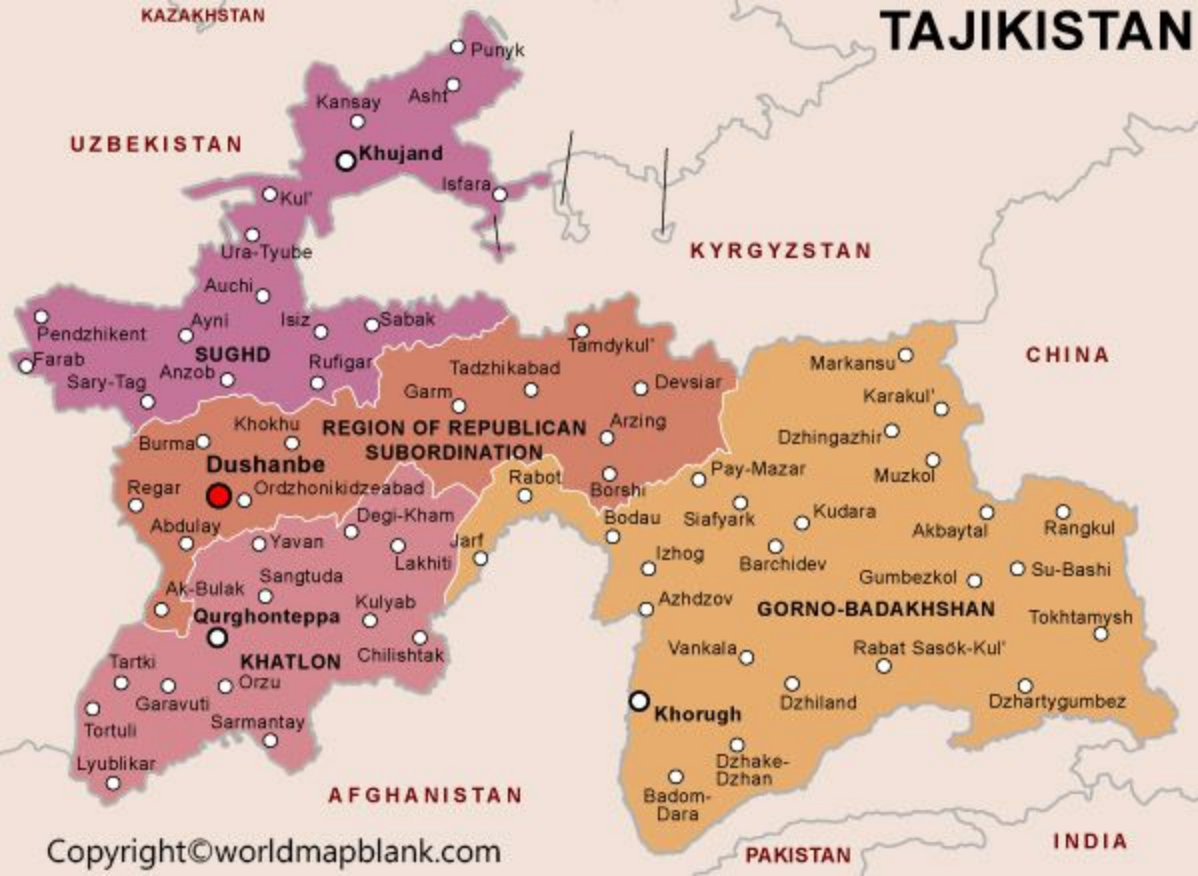 KAZAKHSTAN
TAJIKISTAN
Punyk
Asht
Kansay
UZBEKISTAN
Khujand
Isfara
Kul'
Ura-Tyube
KYRGYZSTAN
Auchi
Pendzhikent
Ayni
Isiz
Sabak
Farab
SUGHD
Rufigar
Tamdykul'
CHINA
Sary-Tag
Anzob
Tadzhikabad
Devsiar
Markansu
Garm
Karakul'
Khokhu
REGION OF REPUBLICAN
SUBORDINATION
Arzing
Burma
Dzhingazhir
Dushanbe
Muzkol
Regar
Ordzhonikidzeabad
Rabot
Borshi
Pay-Mazar
Abdulay
Degi-Kham
Bodau
Siafyark
Kudara
Akbaytal
Rangkul
Yavan
Lakhiti
Jarf
Izhog
Barchidev
Gumbezkol
Su-Bashi
Ak-Bulak
Sangtuda
Azhdzov
GORNO-BADAKHSHAN
Qurghonteppa
Kulyab
Tokhtamysh
Tartki
KHATLON
Chilishtak
Vankala
Rabat Sasök-Kul'
Garavuti
Orzu
Dzhiland
Dzhartygumbez
Tortuli
Sarmantay
Khorugh
Lyublikar
Dzhake-
Dzhan
AFGHANISTAN
Badom-
Dara
Copyright©worldmapblank.com
PAKISTAN
INDIA